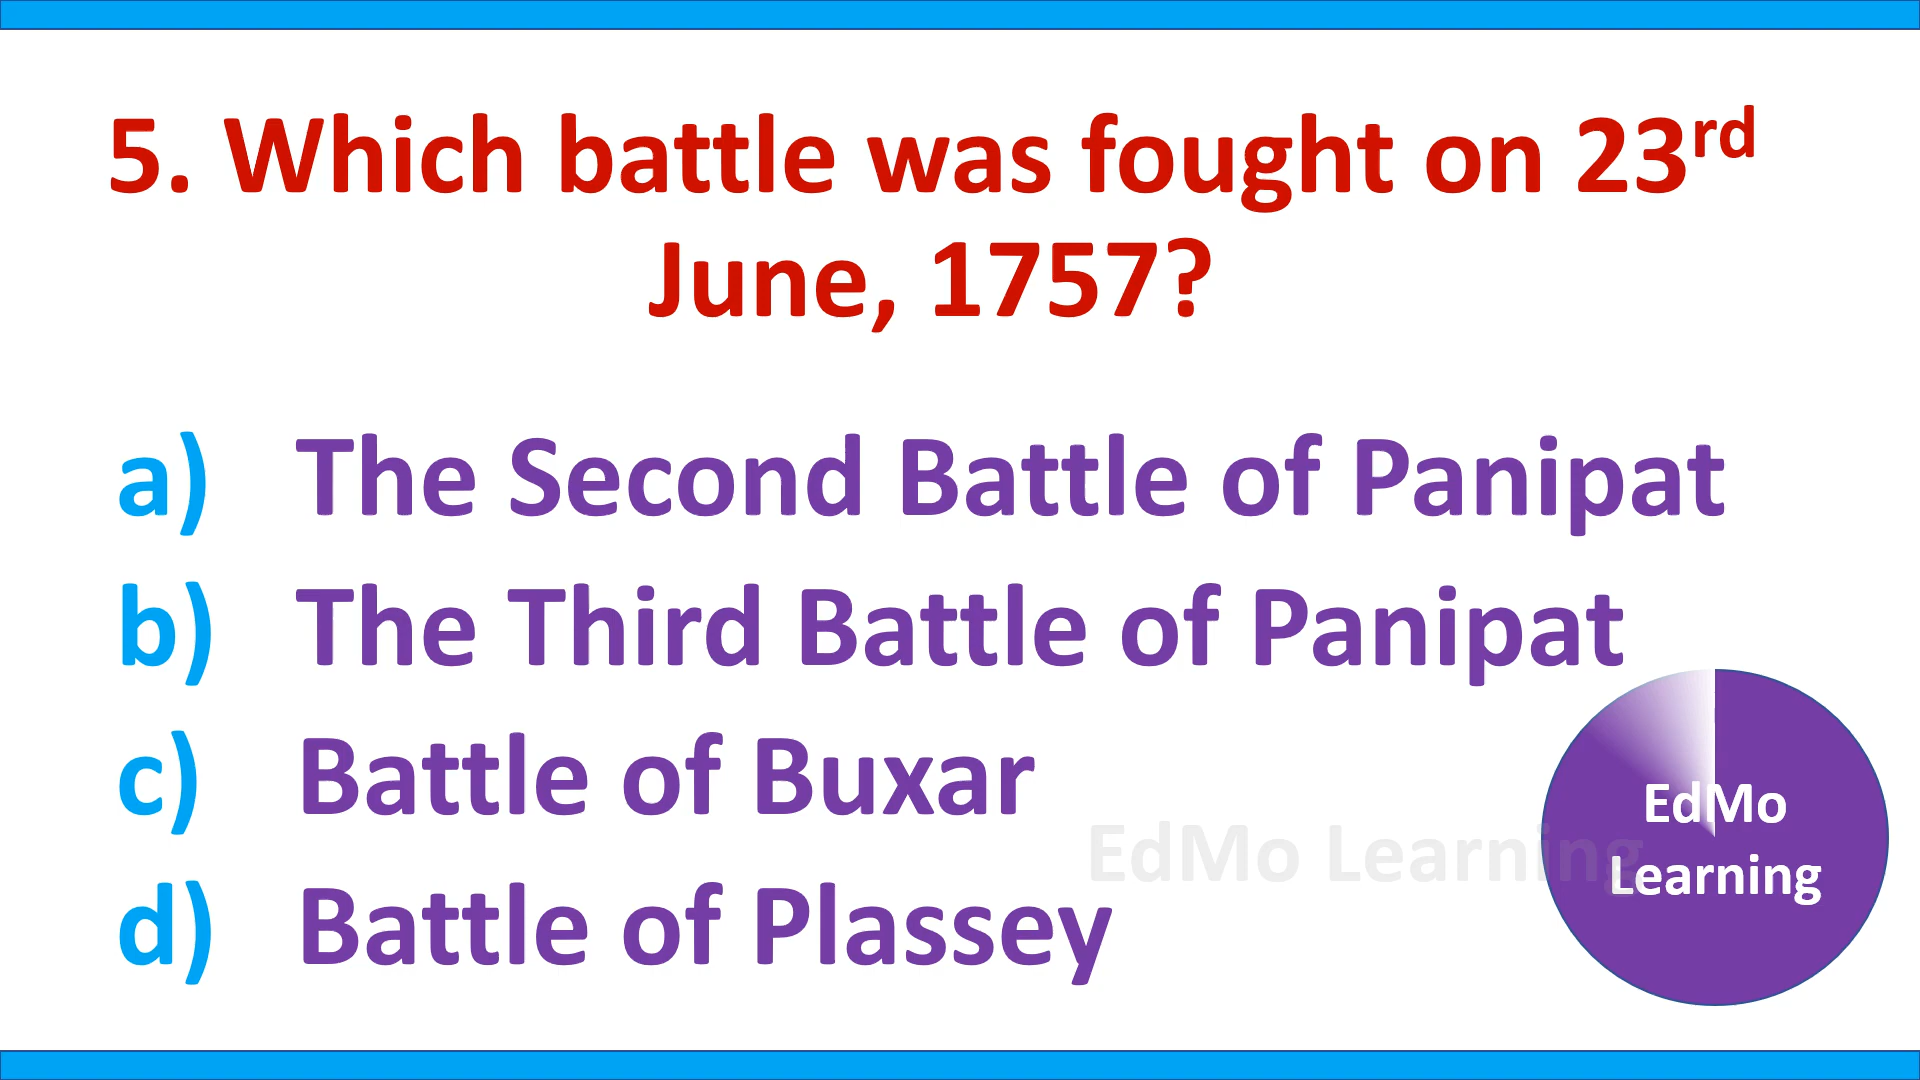 5. Which battle was fought on 23rd
June, 1757?
a) The Second Battle of Panipat
b) The Third Battle of Panipat
c) Battle of Buxar
d) Battle of Plassey
EdMo Learning
EdMo
Learning